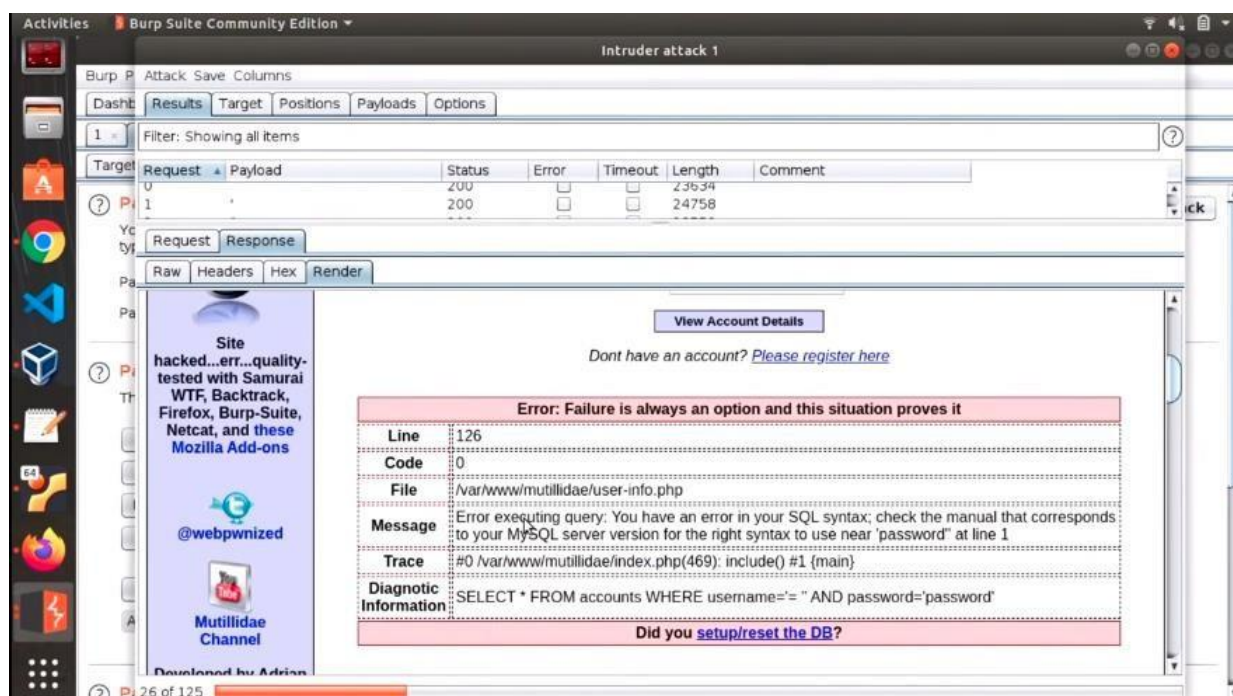 Activities Burp Suite Community Edition
Intruder attack 1
Burp P Attack Save Columns
Dashb Results Target Positions Payloads Options
1 × Filter: Showing all items ?
Target Request Payload Status Error Timeout Length Comment
0 200 23634
1 ' 200 24758
ck
Request Response
Raw Headers Hex Render
View Account Details
Dont have an account? Please register here
Site
hacked...err...quality-
tested with Samurai
WTF, Backtrack,
Firefox, Burp-Suite,
Netcat, and these
Mozilla Add-ons
@webpwnized
You
Tube
Mutillidae
Channel
Developed by Adrian
Error: Failure is always an option and this situation proves it
Line 126
Code 0
File /var/www/mutillidae/user-info.php
Message Error executing query: You have an error in your SQL syntax; check the manual that corresponds
to your MySQL server version for the right syntax to use near 'password'' at line 1
Trace #0 /var/www/mutillidae/index.php(469): include() #1 {main}
Diagnostic
Information SELECT * FROM accounts WHERE username='= '' AND password='password'
Did you setup/reset the DB?
26 of 125